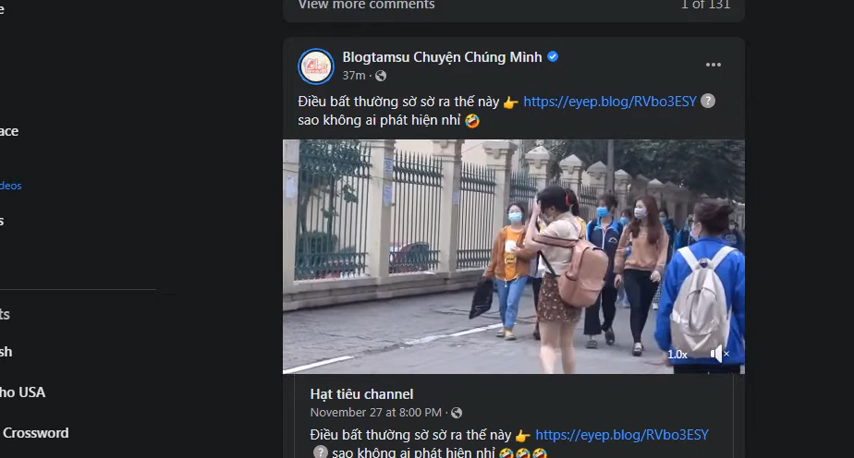 View more comments 1 of 131
e
Blogtamsu Chuyện Chúng Mình
37m ·
Điều bất thường sờ sờ ra thế này 👉 https://eyep.blog/RVbo3ESY ?
sao không ai phát hiện nhỉ 🤣
ace
deos
s
1.0x
ts
sh
Hạt tiêu channel
ho USA
November 27 at 8:00 PM ·
Crossword
Điều bất thường sờ sờ ra thế này 👉 https://eyep.blog/RVbo3ESY
? sao không ai phát hiện nhỉ 🤣🤣🤣